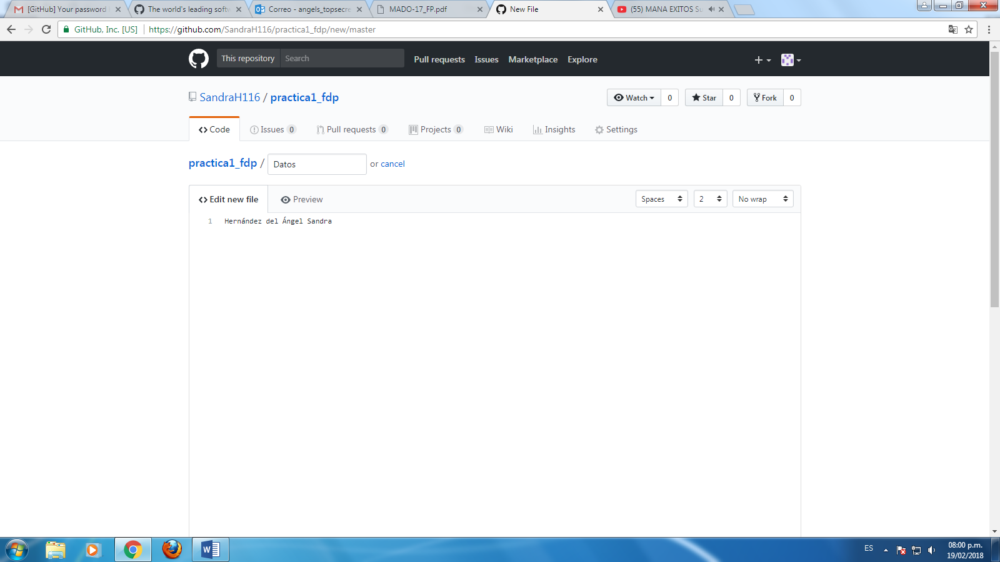 [GitHub] Your password
The world's leading softw
Correo - angels_topsecre
MADO-17_FP.pdf
New File
(55) MANA EXITOS Su
GitHub, Inc. [US]
https://github.com/SandraH116/practica1_fdp/new/master
This repository
Search
Pull requests
Issues
Marketplace
Explore
SandraH116 / practica1_fdp
Watch 0
Star 0
Fork 0
Code
Issues 0
Pull requests 0
Projects 0
Wiki
Insights
Settings
practica1_fdp / Datos or cancel
Edit new file
Preview
Spaces
2
No wrap
1 Hernández del Ángel Sandra
ES
08:00 p.m.
19/02/2018